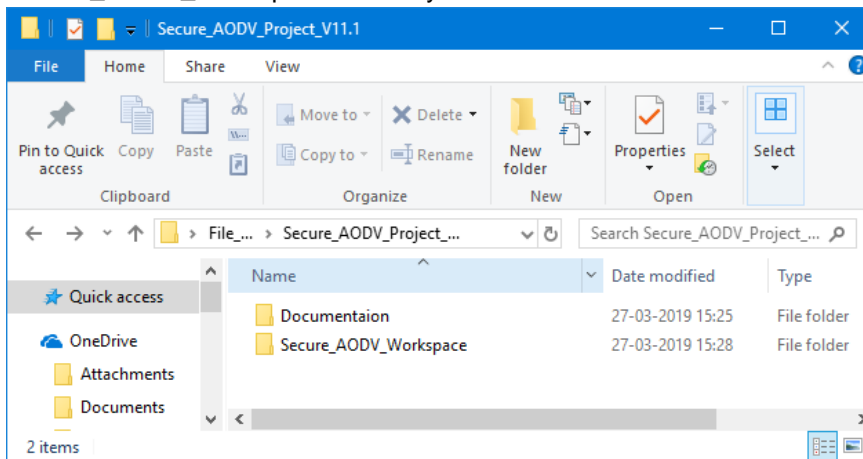 Secure_AODV_Project_V11.1
File Home Share View
Pin to Quick access
Copy
Paste
Clipboard
Move to
Copy to
Delete
Rename
Organize
New folder
New
Properties
Open
Select
File_... > Secure_AODV_Project_...
Search Secure_AODV_Project_...
Quick access
OneDrive
Attachments
Documents
Name Date modified Type
Documentaion 27-03-2019 15:25 File folder
Secure_AODV_Workspace 27-03-2019 15:28 File folder
2 items